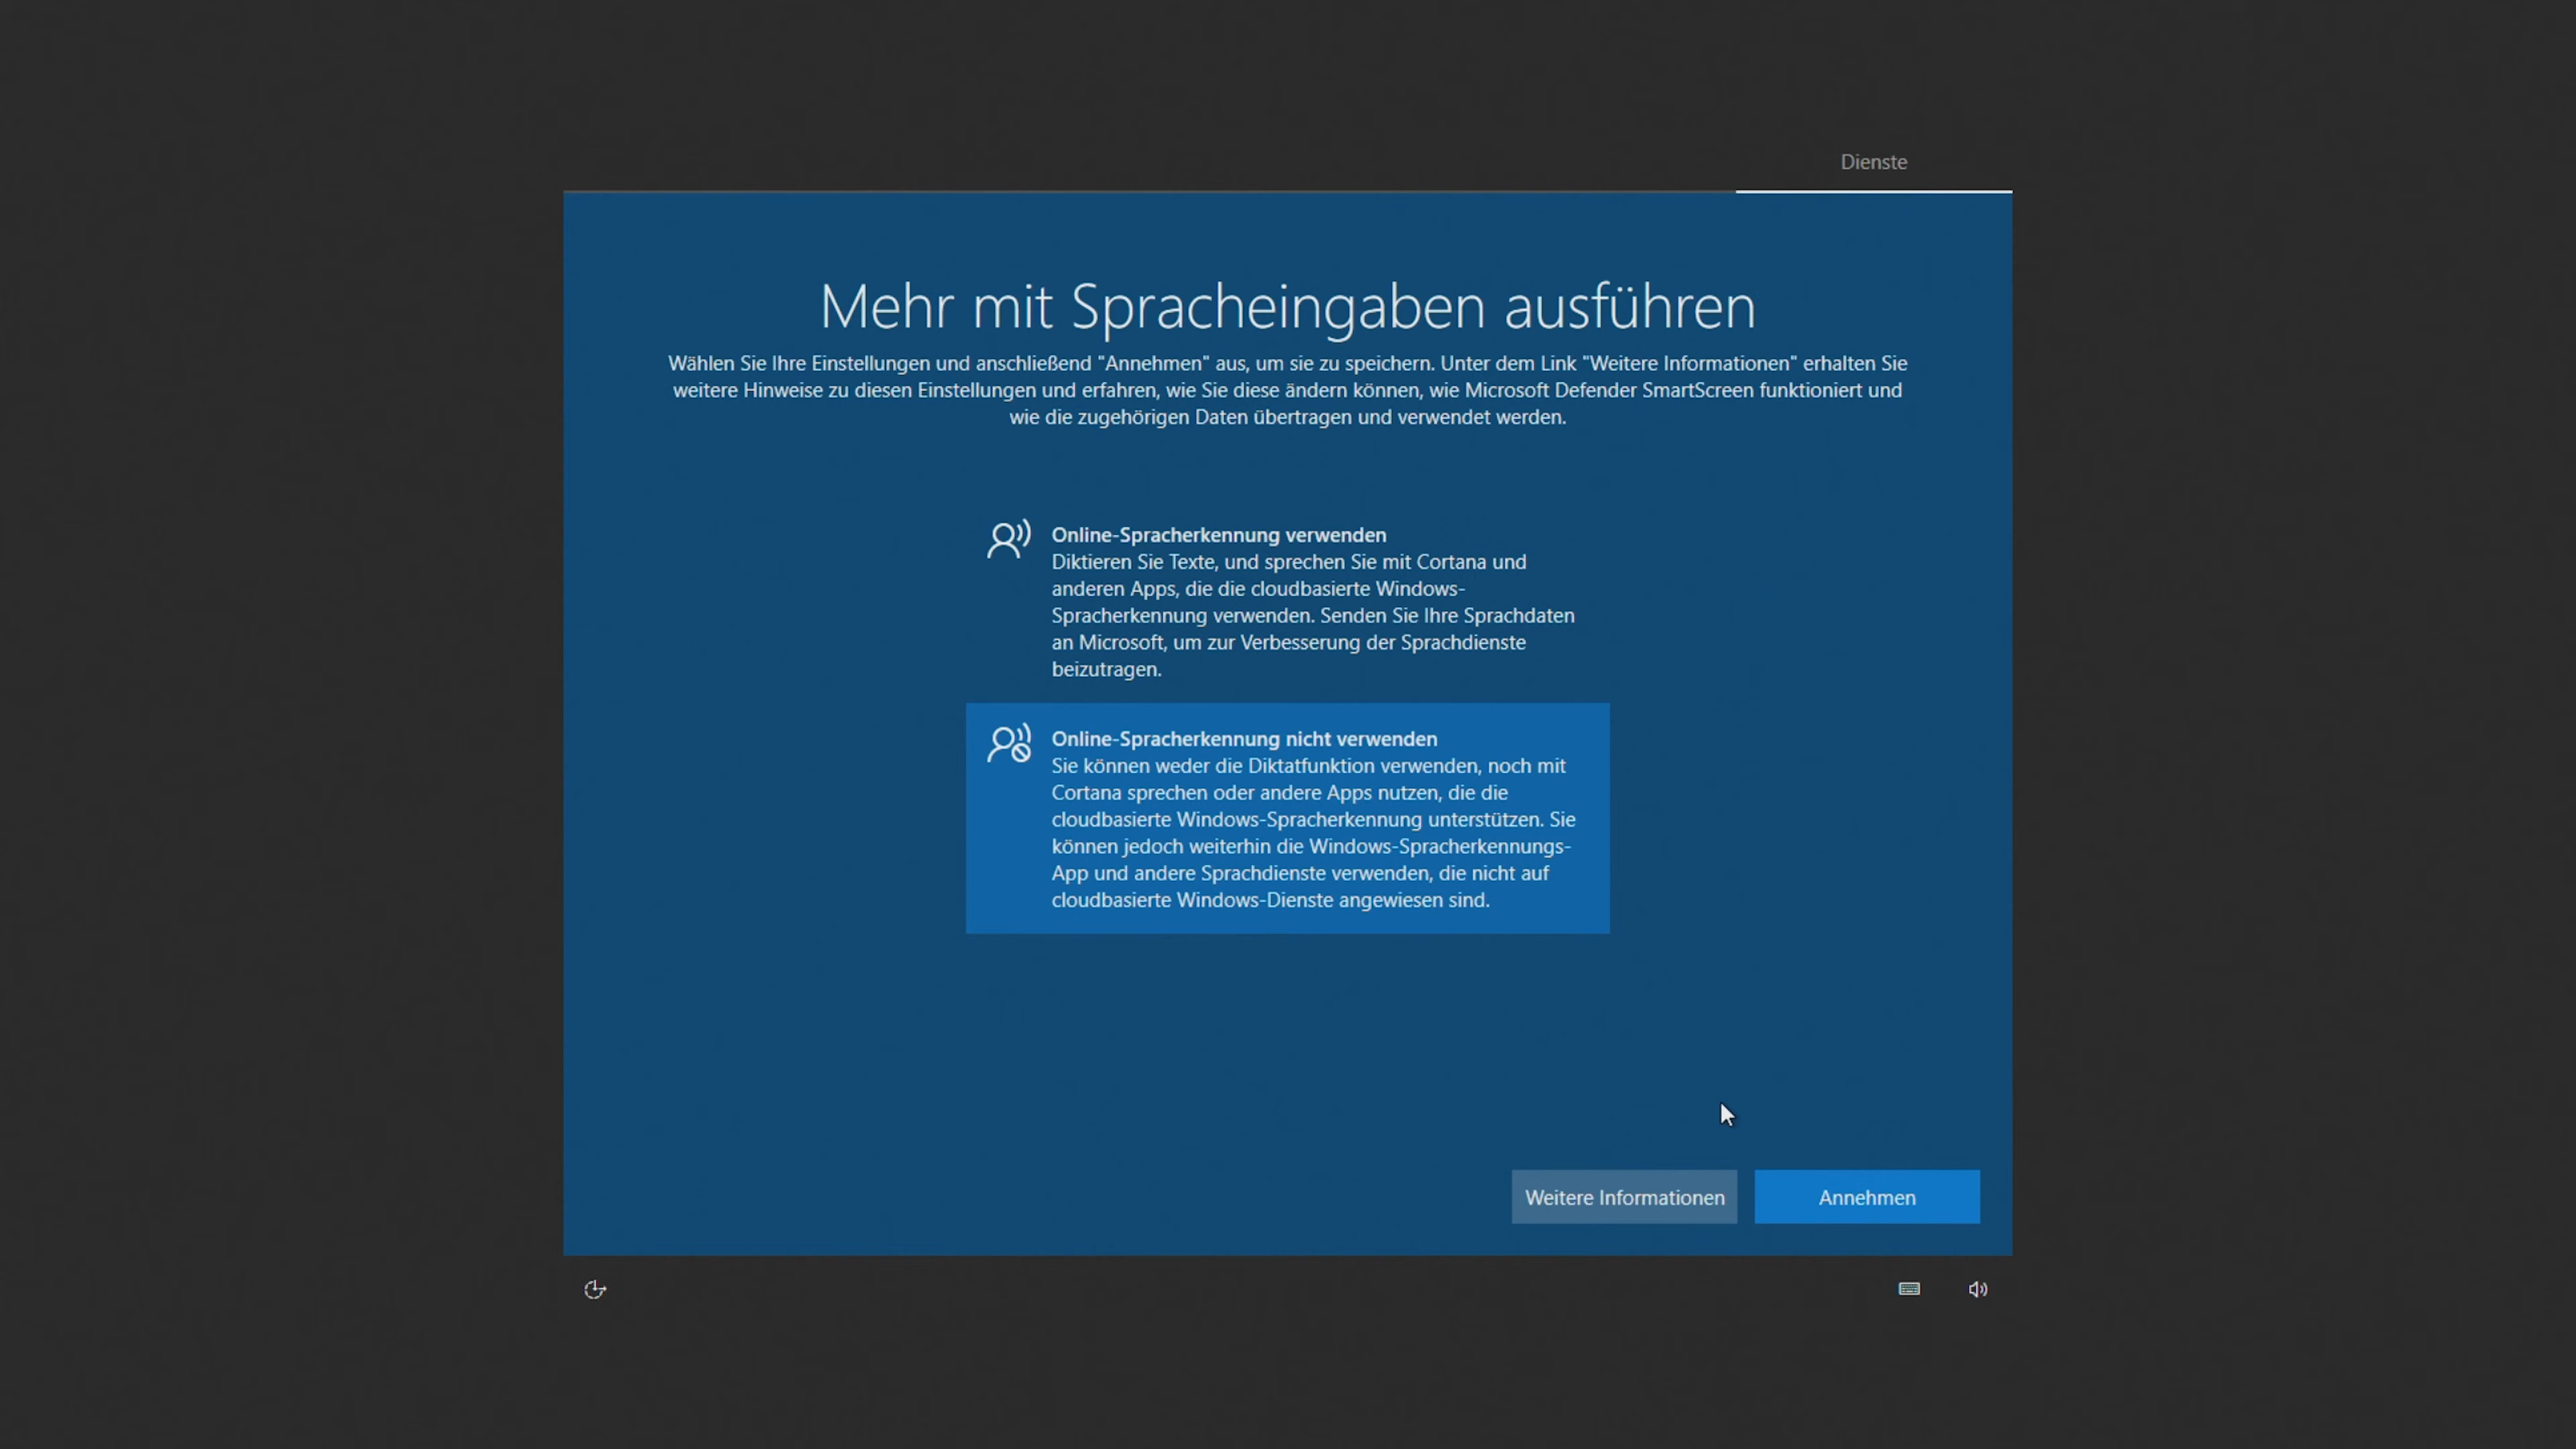 Dienste
Mehr mit Spracheingaben ausführen
Wählen Sie Ihre Einstellungen und anschließend "Annehmen" aus, um sie zu speichern. Unter dem Link "Weitere Informationen" erhalten Sie
weitere Hinweise zu diesen Einstellungen und erfahren, wie Sie diese ändern können, wie Microsoft Defender SmartScreen funktioniert und
wie die zugehörigen Daten übertragen und verwendet werden.
Online-Spracherkennung verwenden
Diktieren Sie Texte, und sprechen Sie mit Cortana und
anderen Apps, die die cloudbasierte Windows-
Spracherkennung verwenden. Senden Sie Ihre Sprachdaten
an Microsoft, um zur Verbesserung der Sprachdienste
beizutragen.
Online-Spracherkennung nicht verwenden
Sie können weder die Diktatfunktion verwenden, noch mit
Cortana sprechen oder andere Apps nutzen, die die
cloudbasierte Windows-Spracherkennung unterstützen. Sie
können jedoch weiterhin die Windows-Spracherkennungs-
App und andere Sprachdienste verwenden, die nicht auf
cloudbasierte Windows-Dienste angewiesen sind.
Weitere Informationen
Annehmen